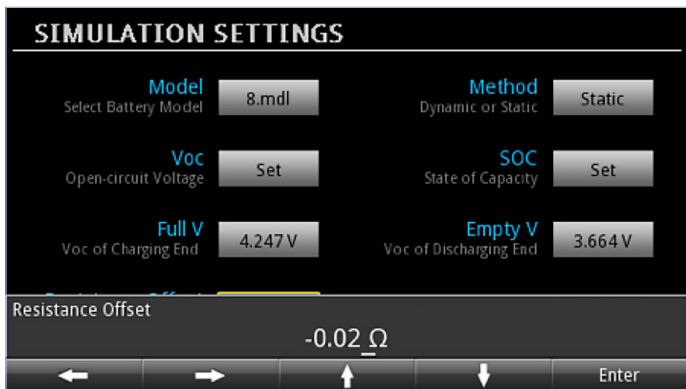 SIMULATION SETTINGS
Model
Select Battery Model
8.mdl
Method
Dynamic or Static
Static
Voc
Open-circuit Voltage
Set
SOC
State of Capacity
Set
Full V
Voc of Charging End
4.247 V
Empty V
Voc of Discharging End
3.664 V
Resistance Offset
-0.02 Ω
Enter